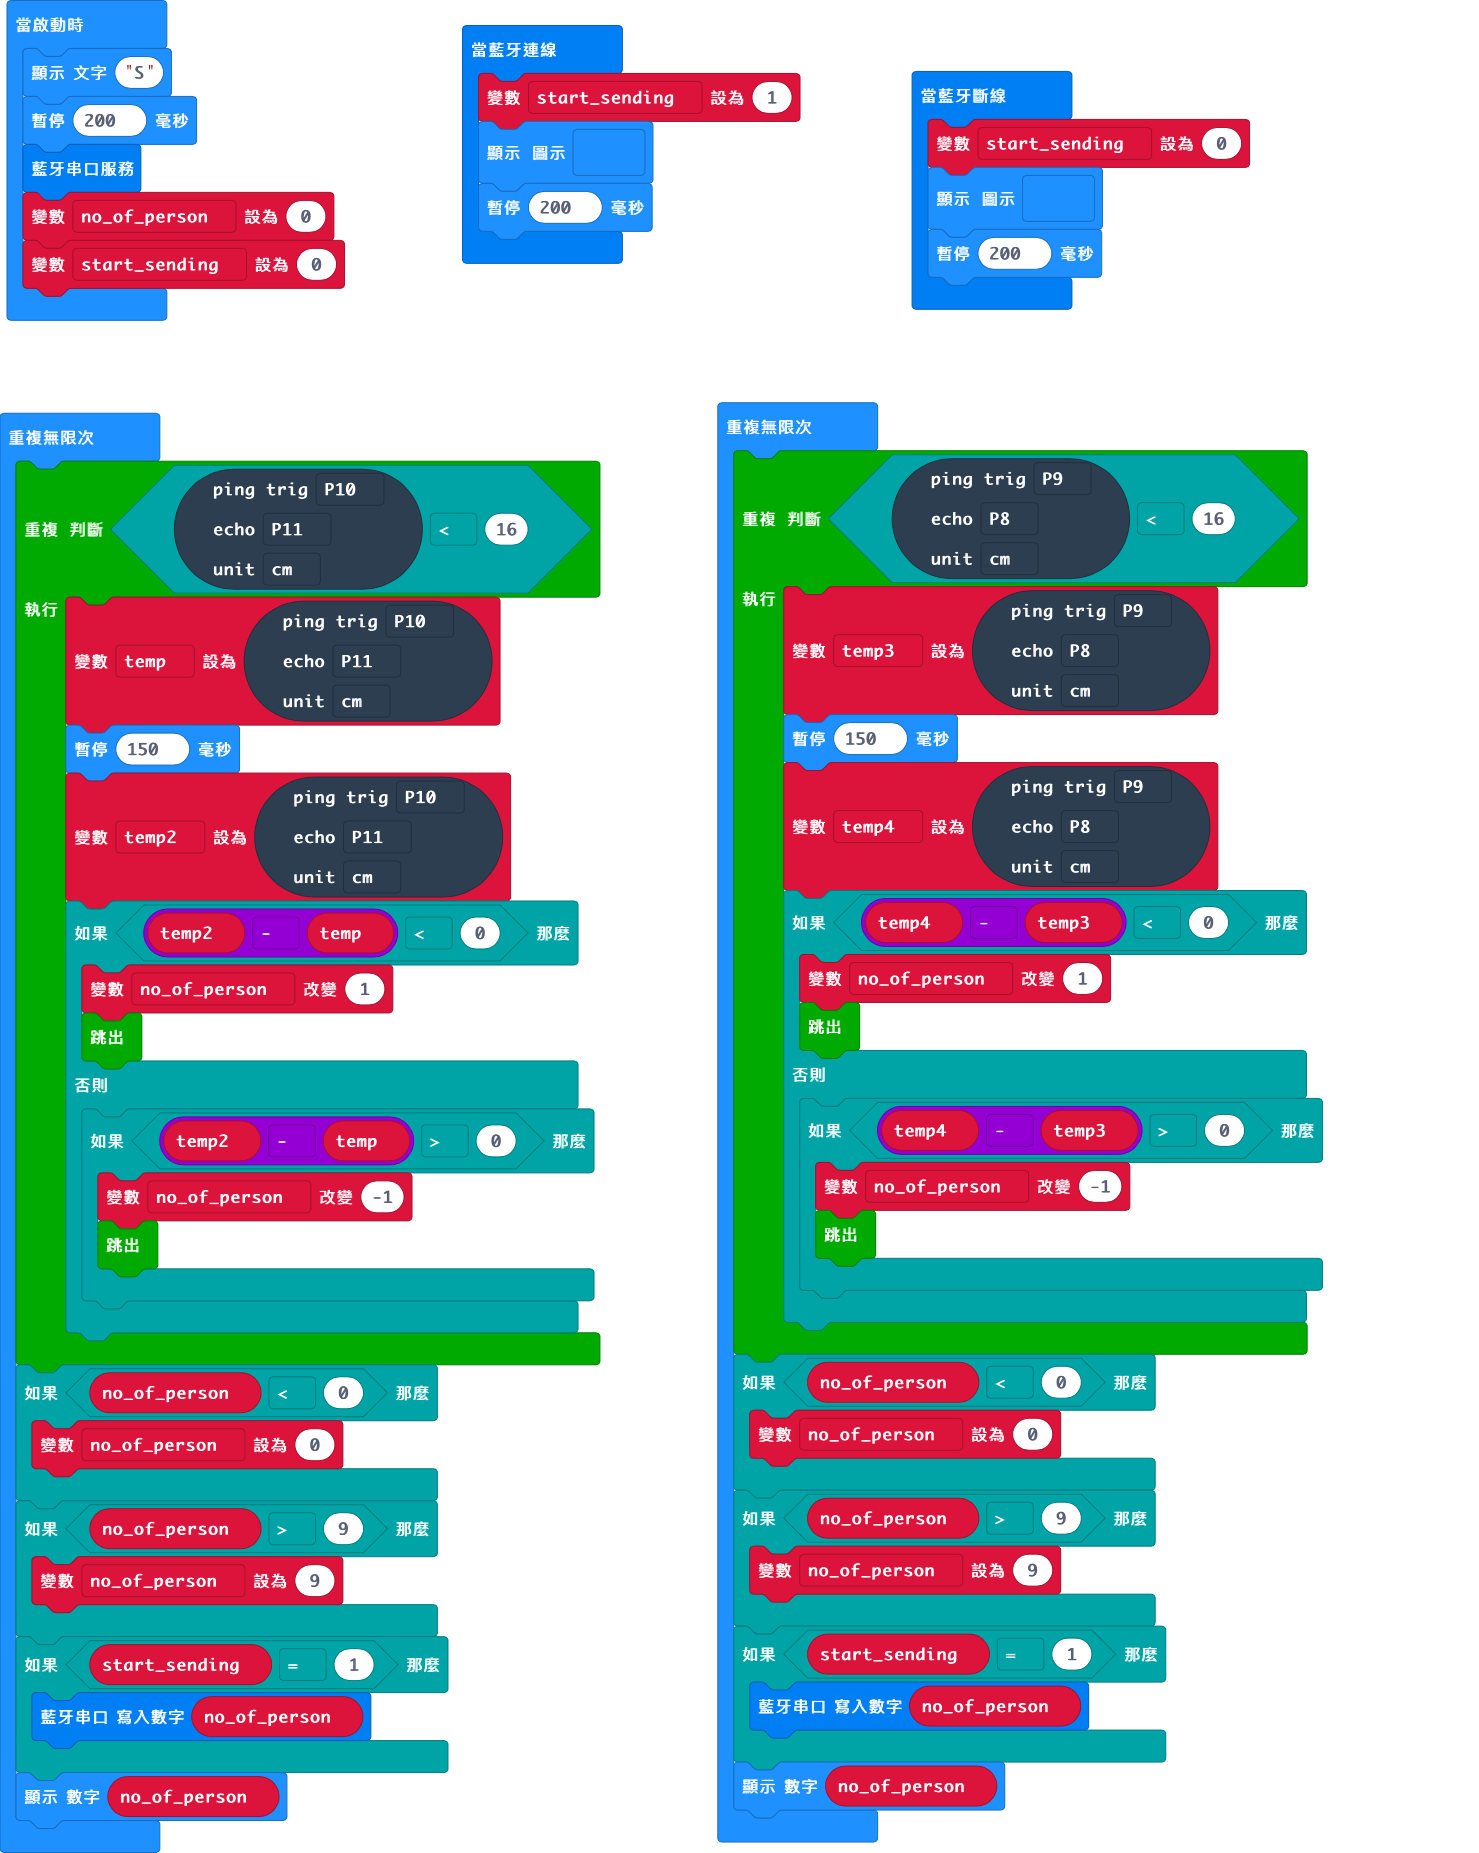 當啟動時
顯示 文字 "S"
暫停 200 毫秒
藍牙串口服務
變數 no_of_person 設為 0
變數 start_sending 設為 0
當藍牙連線
變數 start_sending 設為 1
顯示 圖示
暫停 200 毫秒
當藍牙斷線
變數 start_sending 設為 0
顯示 圖示
暫停 200 毫秒
重複無限次
ping trig P10
重複 判斷 echo P11 < 16
unit cm
執行
ping trig P10
變數 temp 設為 echo P11
unit cm
暫停 150 毫秒
ping trig P10
變數 temp2 設為 echo P11
unit cm
如果 temp2 - temp < 0 那麼
變數 no_of_person 改變 1
跳出
否則
如果 temp2 - temp > 0 那麼
變數 no_of_person 改變 -1
跳出
如果 no_of_person < 0 那麼
變數 no_of_person 設為 0
如果 no_of_person > 9 那麼
變數 no_of_person 設為 9
如果 start_sending = 1 那麼
藍牙串口 寫入數字 no_of_person
顯示 數字 no_of_person
重複無限次
ping trig P9
重複 判斷 echo P8 < 16
unit cm
執行
ping trig P9
變數 temp3 設為 echo P8
unit cm
暫停 150 毫秒
ping trig P9
變數 temp4 設為 echo P8
unit cm
如果 temp4 - temp3 < 0 那麼
變數 no_of_person 改變 1
跳出
否則
如果 temp4 - temp3 > 0 那麼
變數 no_of_person 改變 -1
跳出
如果 no_of_person < 0 那麼
變數 no_of_person 設為 0
如果 no_of_person > 9 那麼
變數 no_of_person 設為 9
如果 start_sending = 1 那麼
藍牙串口 寫入數字 no_of_person
顯示 數字 no_of_person